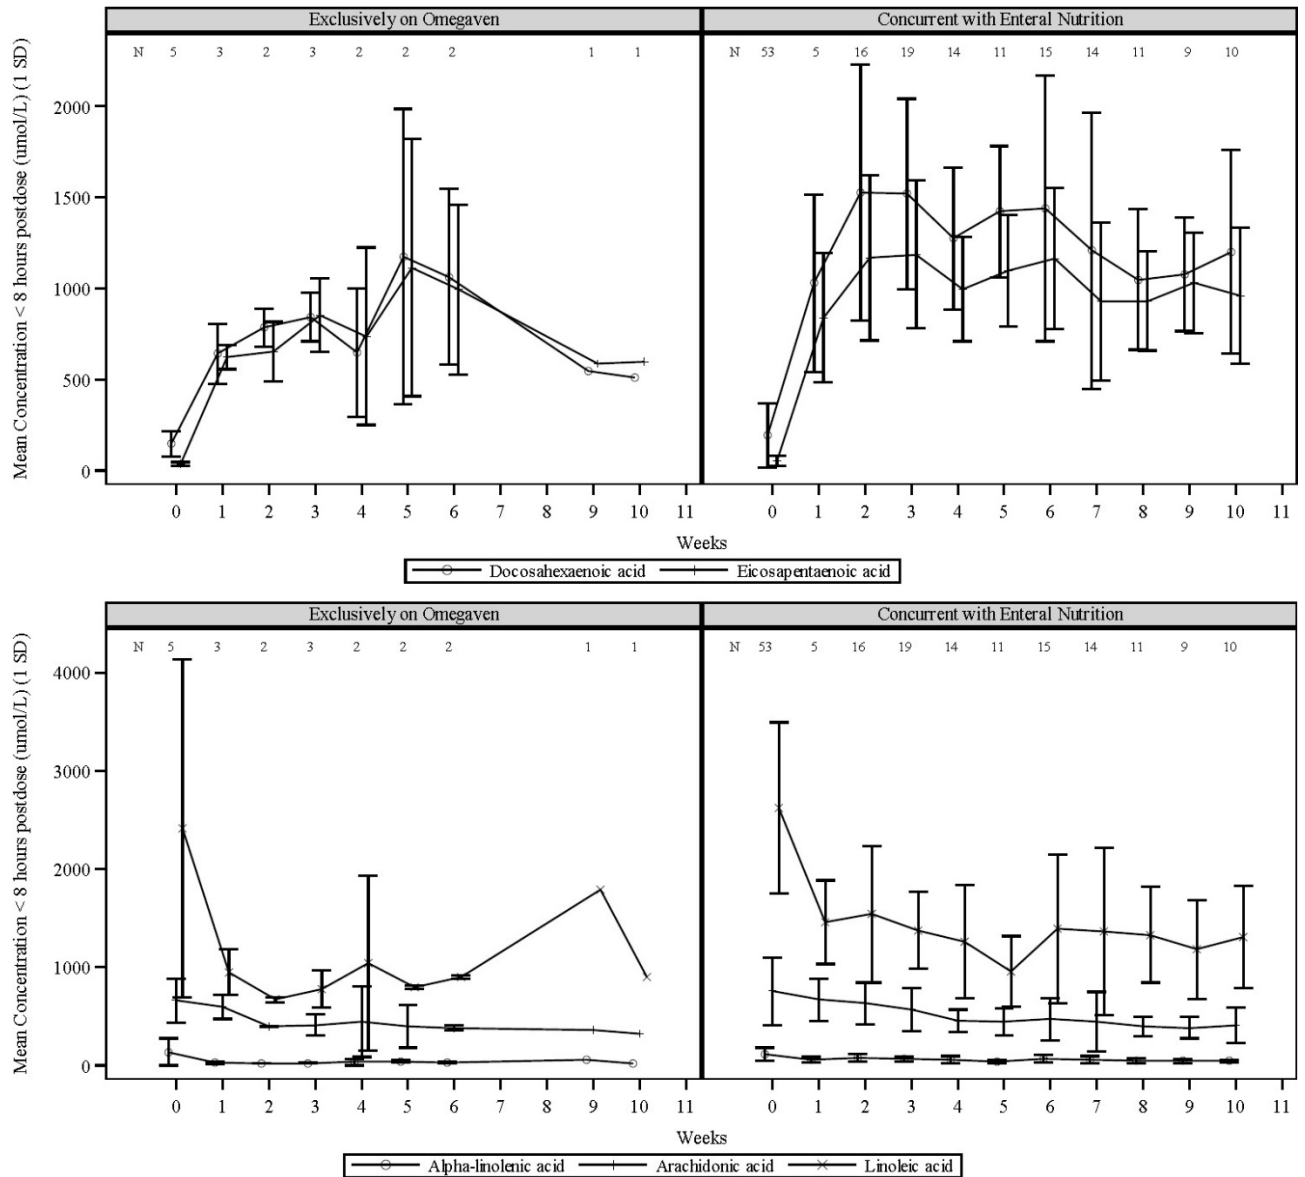 Exclusively on Omegaven Concurrent with Enteral Nutrition
N 5 3 2 3 2 2 2 1 1 N 53 5 16 19 14 11 15 14 11 9 10
Mean Concentration < 8 hours postdose (umol/L) (1 SD)
2000
1500
1000
500
0
0 1 2 3 4 5 6 7 8 9 10 11 0 1 2 3 4 5 6 7 8 9 10 11
Weeks
Docosahexaenoic acid Eicosapentaenoic acid
Exclusively on Omegaven Concurrent with Enteral Nutrition
N 5 3 2 3 2 2 2 1 1 N 53 5 16 19 14 11 15 14 11 9 10
Mean Concentration < 8 hours postdose (umol/L) (1 SD)
4000
3000
2000
1000
0
0 1 2 3 4 5 6 7 8 9 10 11 0 1 2 3 4 5 6 7 8 9 10 11
Weeks
Alpha-linolenic acid Arachidonic acid Linoleic acid